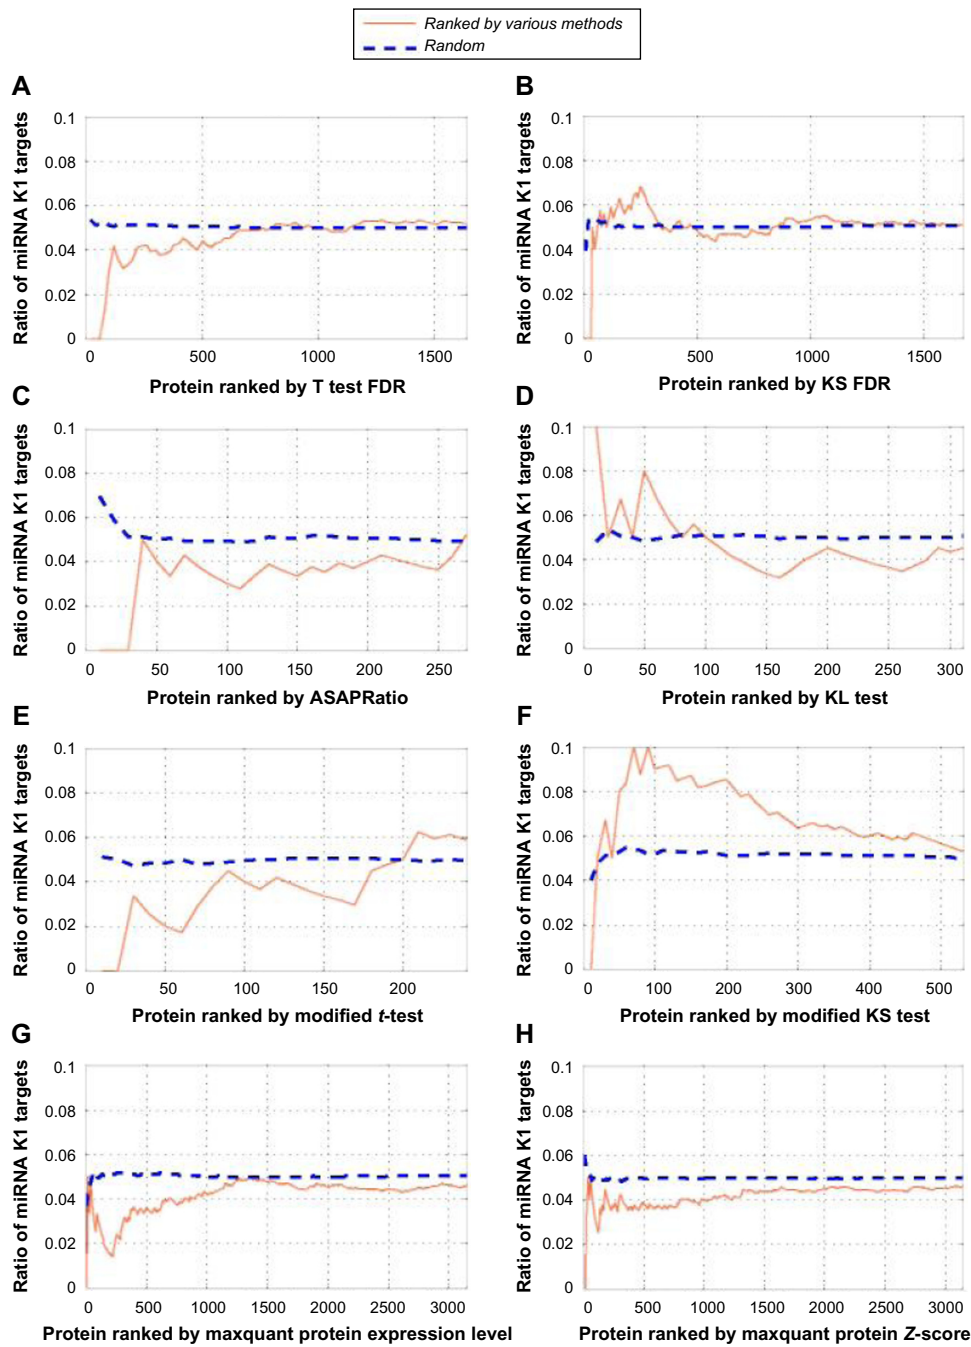 Ranked by various methods
Random
A
Ratio of miRNA K1 targets
0.1
0.08
0.06
0.04
0.02
0
0 500 1000 1500
Protein ranked by T test FDR
B
Ratio of miRNA K1 targets
0.1
0.08
0.06
0.04
0.02
0
0 500 1000 1500
Protein ranked by KS FDR
C
Ratio of miRNA K1 targets
0.1
0.08
0.06
0.04
0.02
0
0 50 100 150 200 250
Protein ranked by ASAPRatio
D
Ratio of miRNA K1 targets
0.1
0.08
0.06
0.04
0.02
0
0 50 100 150 200 250 300
Protein ranked by KL test
E
Ratio of miRNA K1 targets
0.1
0.08
0.06
0.04
0.02
0
0 50 100 150 200
Protein ranked by modified t-test
F
Ratio of miRNA K1 targets
0.1
0.08
0.06
0.04
0.02
0
0 100 200 300 400 500
Protein ranked by modified KS test
G
Ratio of miRNA K1 targets
0.1
0.08
0.06
0.04
0.02
0
0 500 1000 1500 2000 2500 3000
Protein ranked by maxquant protein expression level
H
Ratio of miRNA K1 targets
0.1
0.08
0.06
0.04
0.02
0
0 500 1000 1500 2000 2500 3000
Protein ranked by maxquant protein Z-score